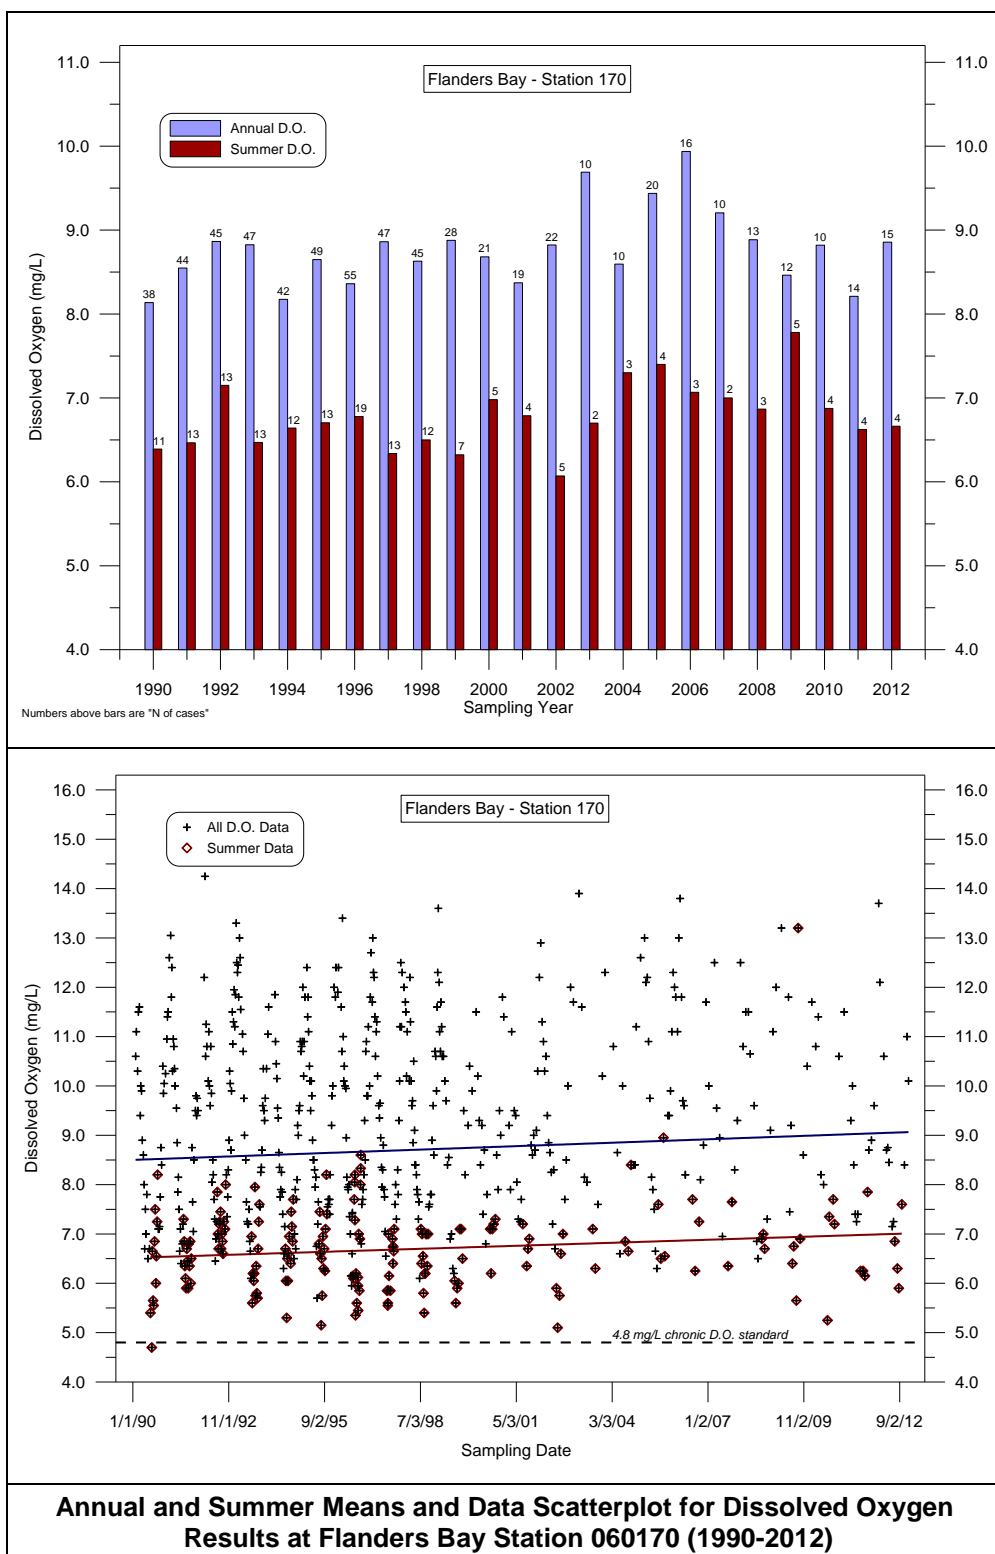 Flanders Bay - Station 170
Annual D.O.
Summer D.O.
Dissolved Oxygen (mg/L)
11.0 11.0
10.0 10.0
9.0 9.0
8.0 8.0
7.0 7.0
6.0 6.0
5.0 5.0
4.0 4.0
38 44 45 47 42 49 55 47 45 28 21 19 22 10 10 20 16 10 13 12 10 14 15
11 13 13 13 12 13 19 13 12 7 5 4 5 2 3 4 3 2 3 5 4 4 4
1990 1992 1994 1996 1998 2000 2002 2004 2006 2008 2010 2012
Sampling Year
Numbers above bars are "N of cases"
Flanders Bay - Station 170
All D.O. Data
Summer Data
Dissolved Oxygen (mg/L)
16.0 16.0
15.0 15.0
14.0 14.0
13.0 13.0
12.0 12.0
11.0 11.0
10.0 10.0
9.0 9.0
8.0 8.0
7.0 7.0
6.0 6.0
5.0 5.0
4.0 4.0
4.8 mg/L chronic D.O. standard
1/1/90 11/1/92 9/2/95 7/3/98 5/3/01 3/3/04 1/2/07 11/2/09 9/2/12
Sampling Date
Annual and Summer Means and Data Scatterplot for Dissolved Oxygen
Results at Flanders Bay Station 060170 (1990-2012)